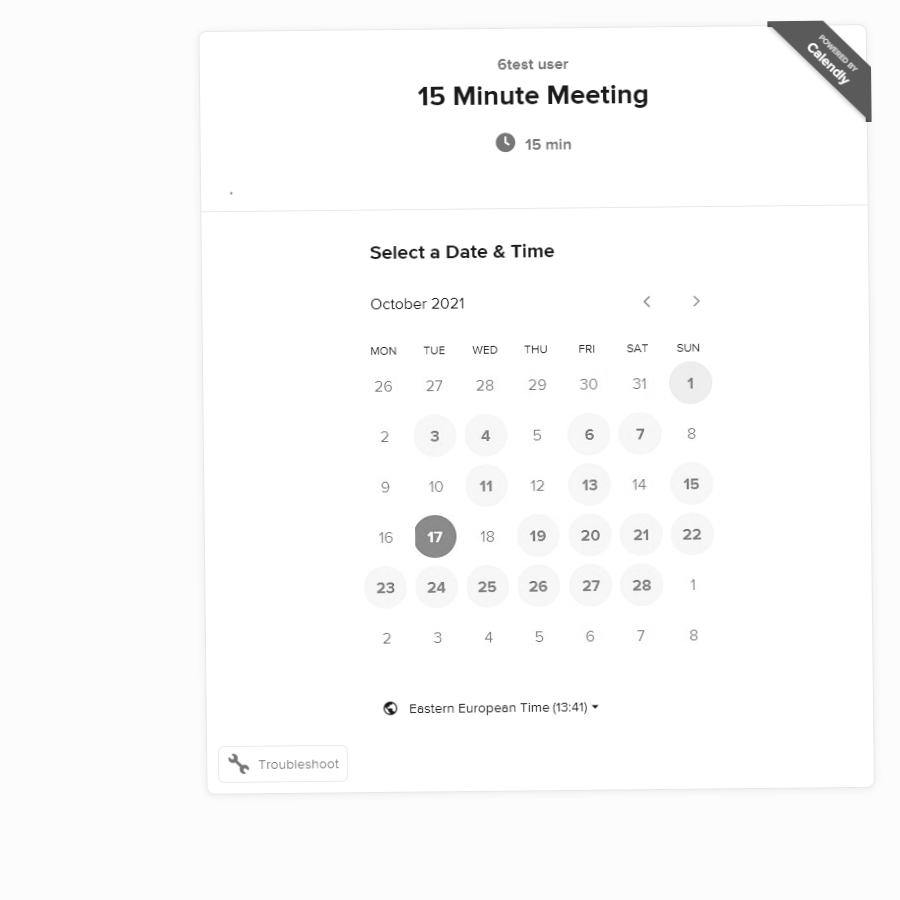 POWERED BY
Calendly
6test user
15 Minute Meeting
15 min
Select a Date & Time
October 2021
MON TUE WED THU FRI SAT SUN
26 27 28 29 30 31 1
2 3 4 5 6 7 8
9 10 11 12 13 14 15
16 17 18 19 20 21 22
23 24 25 26 27 28 1
2 3 4 5 6 7 8
Eastern European Time (13:41)
Troubleshoot